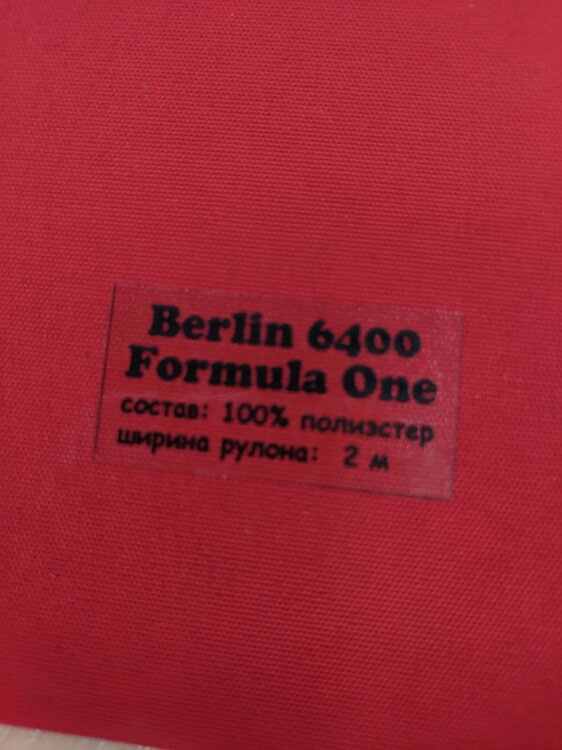 Berlin 6400
Formula One
состав: 100% полиэстер
ширина рулона: 2 м